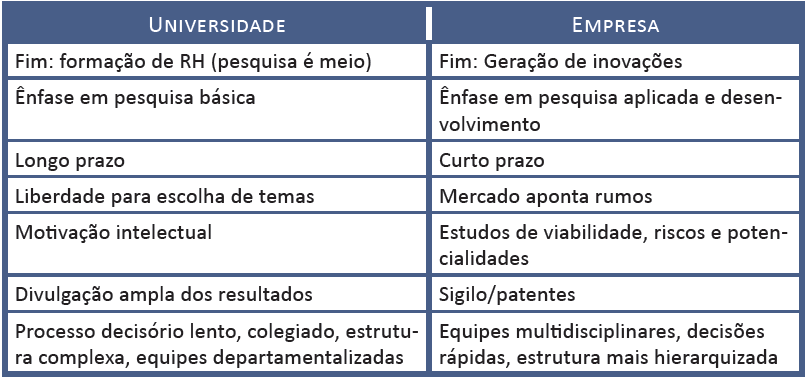 UNIVERSIDADE EMPRESA
Fim: formação de RH (pesquisa é meio) Fim: Geração de inovações
Ênfase em pesquisa básica Ênfase em pesquisa aplicada e desen-
volvimento
Longo prazo Curto prazo
Liberdade para escolha de temas Mercado aponta rumos
Motivação intelectual Estudos de viabilidade, riscos e poten-
cialidades
Divulgação ampla dos resultados Sigilo/patentes
Processo decisório lento, colegiado, estrutu-
ra complexa, equipes departamentalizadas
Equipes multidisciplinares, decisões
rápidas, estrutura mais hierarquizada